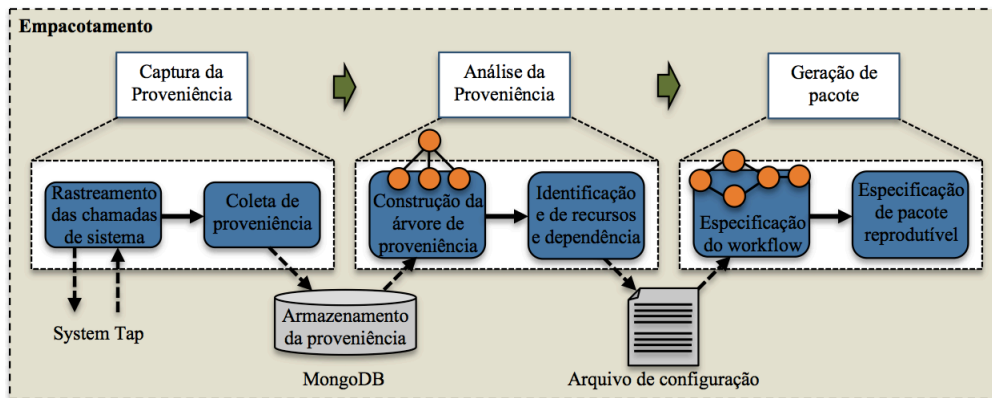 Empacotamento
Captura da
Proveniência
Análise da
Proveniência
Geração de
pacote
Rastreamento
das chamadas
de sistema
Coleta de
proveniência
Construção da
árvore de
proveniência
Identificação
e de recursos
e dependência
Especificação
do workflow
Especificação
de pacote
reprodutível
System Tap
Armazenamento
da proveniência
MongoDB
Arquivo de configuração